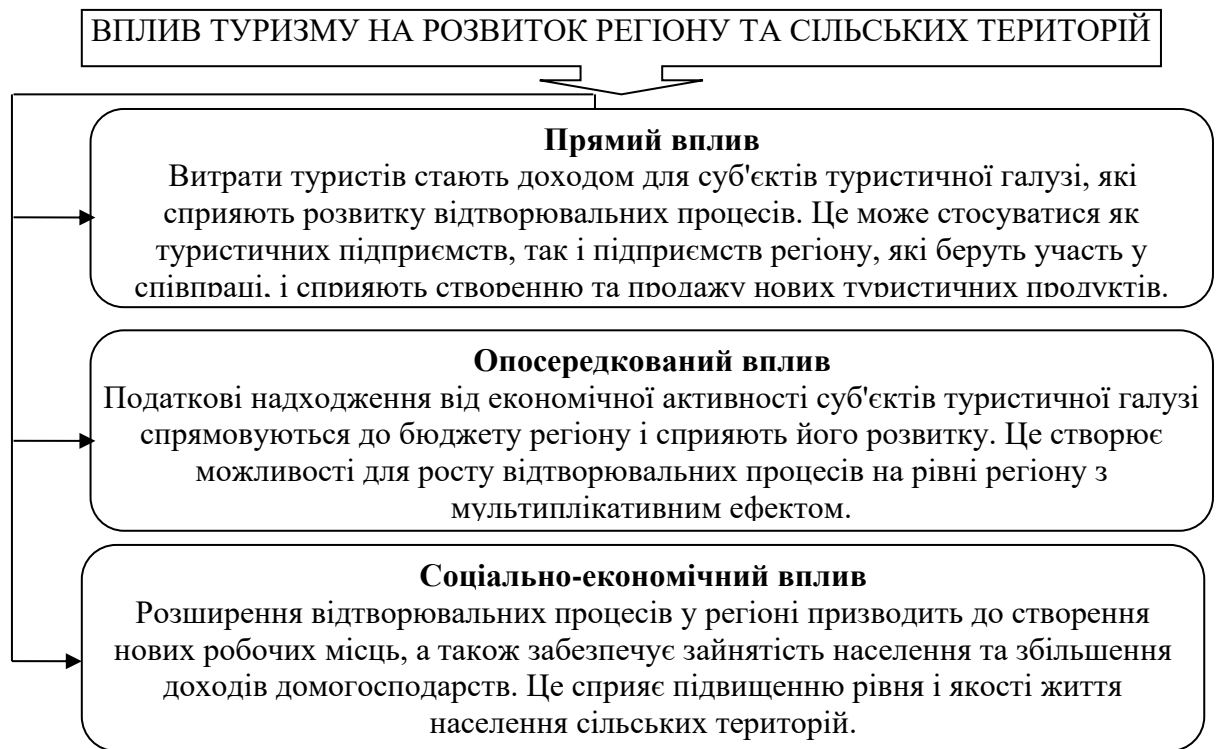 ВПЛИВ ТУРИЗМУ НА РОЗВИТОК РЕГІОНУ ТА СІЛЬСЬКИХ ТЕРИТОРІЙ
Прямий вплив
Витрати туристів стають доходом для суб'єктів туристичної галузі, які
сприяють розвитку відтворювальних процесів. Це може стосуватися як
туристичних підприємств, так і підприємств регіону, які беруть участь у
співпраці, і сприяють створенню та продажу нових туристичних продуктів.
Опосередкований вплив
Податкові надходження від економічної активності суб'єктів туристичної галузі
спрямовуються до бюджету регіону і сприяють його розвитку. Це створює
можливості для росту відтворювальних процесів на рівні регіону з
мультиплікативним ефектом.
Соціально-економічний вплив
Розширення відтворювальних процесів у регіоні призводить до створення
нових робочих місць, а також забезпечує зайнятість населення та збільшення
доходів домогосподарств. Це сприяє підвищенню рівня і якості життя
населення сільських територій.